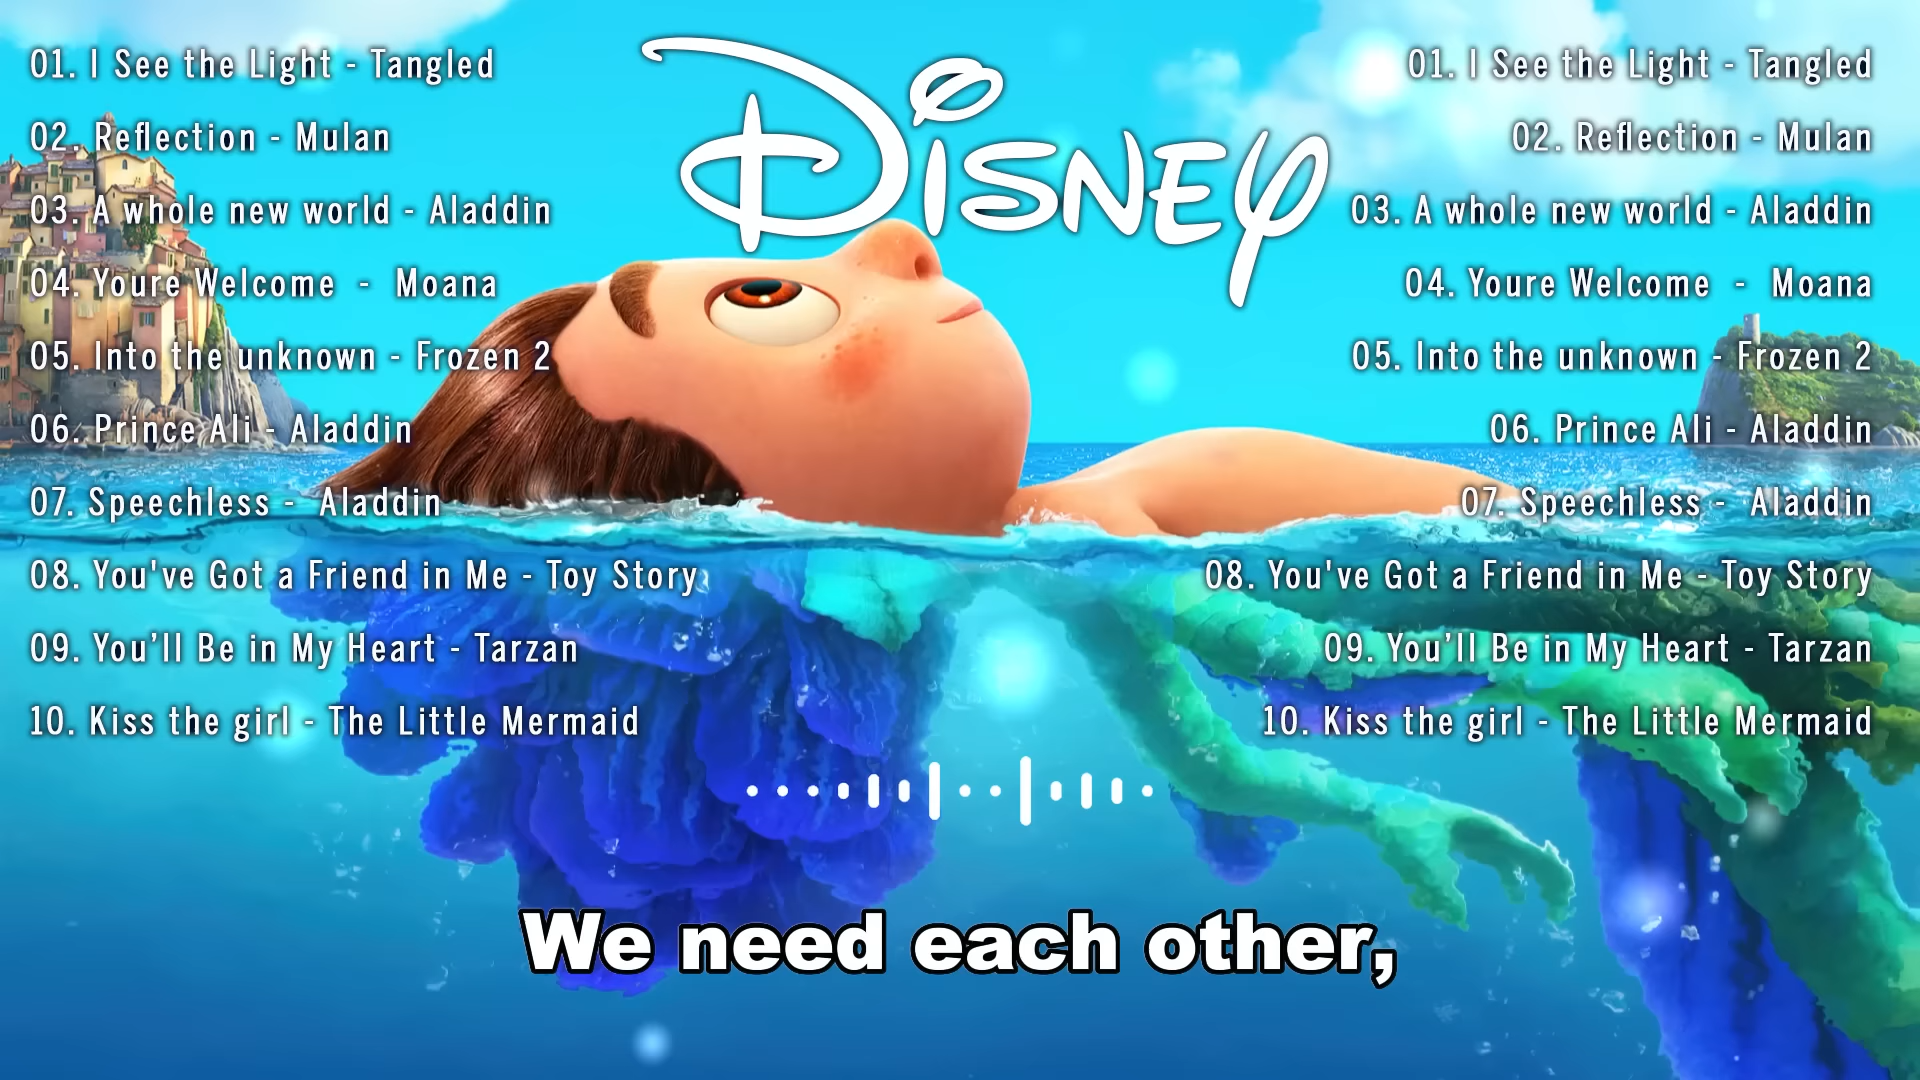 01. I See the Light - Tangled
02. Reflection - Mulan
03. A whole new world - Aladdin
04. Youre Welcome  -  Moana
05. Into the unknown - Frozen 2
06. Prince Ali - Aladdin
07. Speechless -  Aladdin
08. You've Got a Friend in Me - Toy Story
09. You’ll Be in My Heart - Tarzan
10. Kiss the girl - The Little Mermaid
Disney
01. I See the Light - Tangled
02. Reflection - Mulan
03. A whole new world - Aladdin
04. Youre Welcome  -  Moana
05. Into the unknown - Frozen 2
06. Prince Ali - Aladdin
07. Speechless -  Aladdin
08. You've Got a Friend in Me - Toy Story
09. You’ll Be in My Heart - Tarzan
10. Kiss the girl - The Little Mermaid
We need each other,